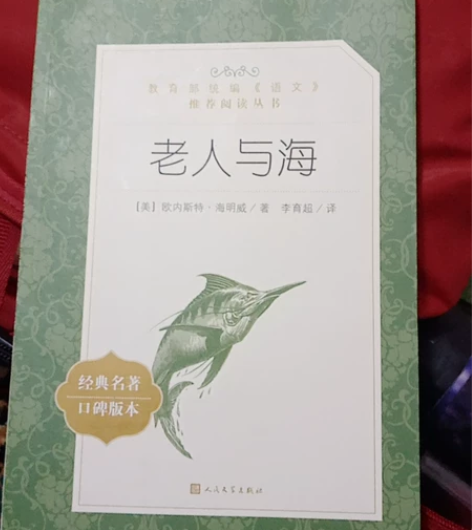 教育部统编《语文》
推荐阅读丛书
老人与海
[美]欧内斯特·海明威/著 李育超/译
经典名著
口碑版本
人民文学出版社